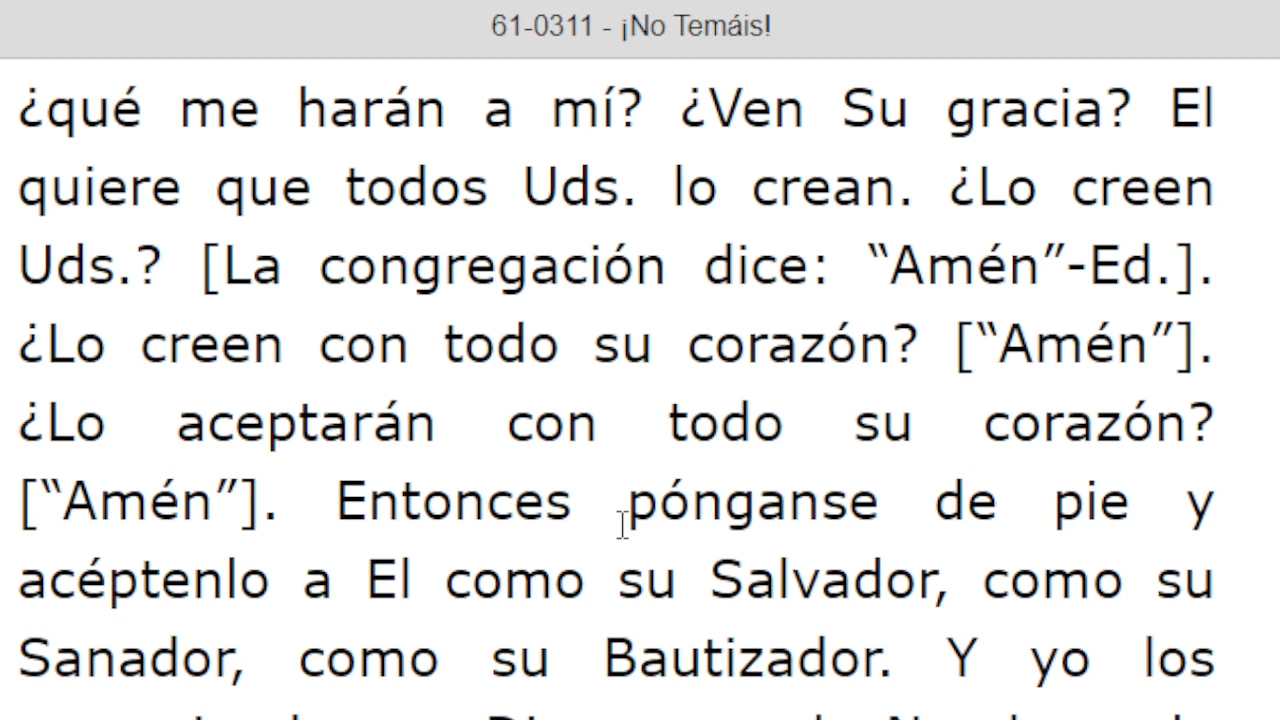 61-0311 - ¡No Temáis!
¿qué me harán a mí? ¿Ven Su gracia? El
quiere que todos Uds. lo crean. ¿Lo creen
Uds.? [La congregación dice: “Amén”-Ed.].
¿Lo creen con todo su corazón? [“Amén”].
¿Lo aceptarán con todo su corazón?
[“Amén”]. Entonces pónganse de pie y
acéptenlo a El como su Salvador, como su
Sanador, como su Bautizador. Y yo los